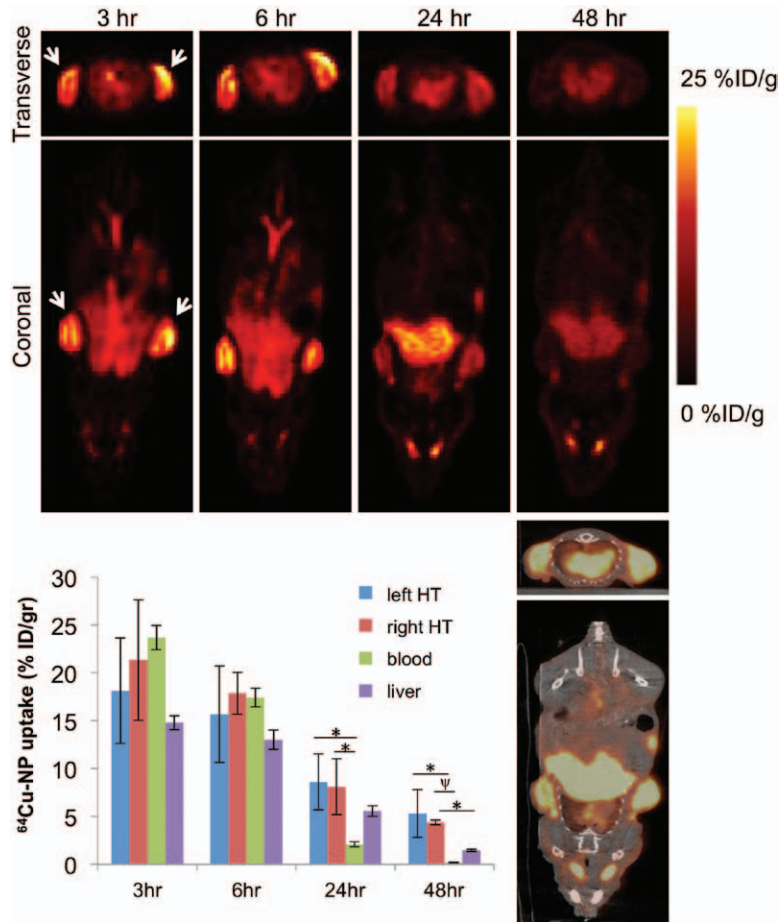 3 hr 6 hr 24 hr 48 hr
Transverse
25 %ID/g
Coronal
0 %ID/g
30
25
20
15
10
5
0
⁶⁴Cu-NP uptake (% ID/gr)
left HT
right HT
blood
liver
*
*
*
ψ
*
3hr 6hr 24hr 48hr